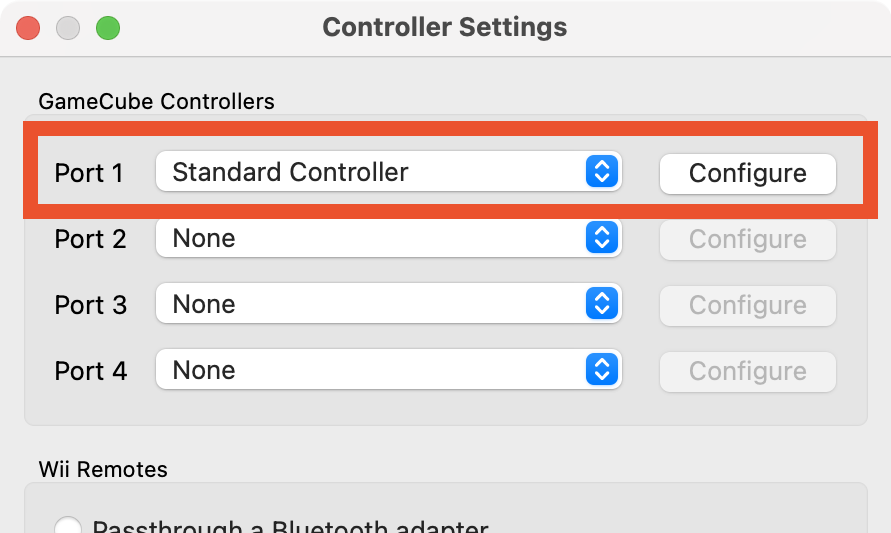 Controller Settings
GameCube Controllers
Port 1 Standard Controller Configure
Port 2 None Configure
Port 3 None Configure
Port 4 None Configure
Wii Remotes
Passthrough a Bluetooth adapter